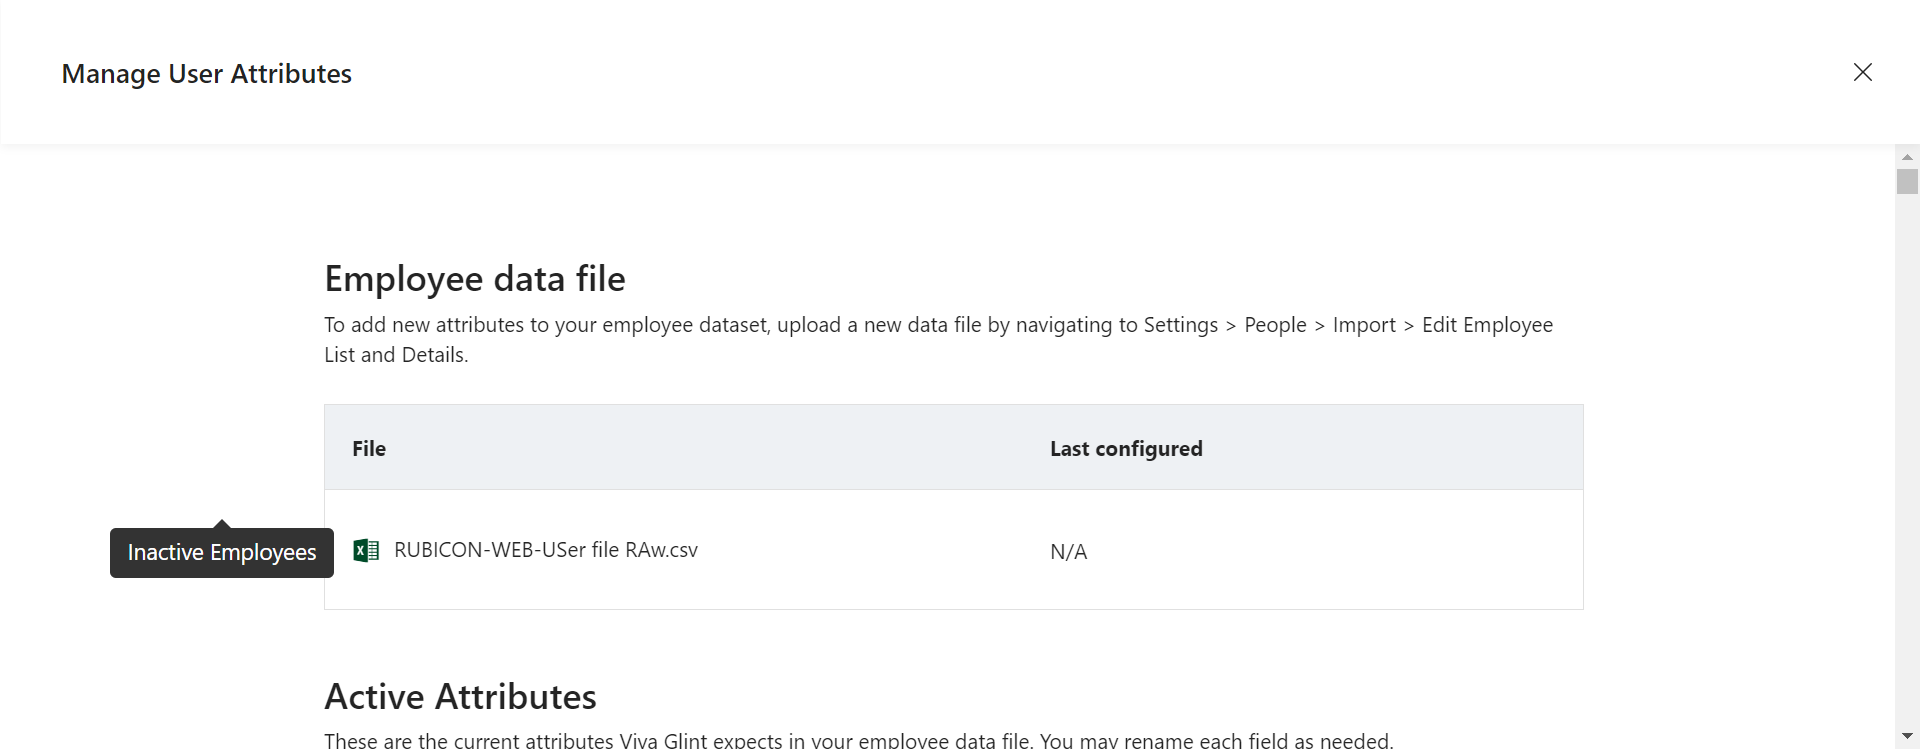 Manage User Attributes
Employee data file
To add new attributes to your employee dataset, upload a new data file by navigating to Settings > People > Import > Edit Employee
List and Details.
File Last configured
Inactive Employees
RUBICON-WEB-USer file RAw.csv N/A
Active Attributes
These are the current attributes Viva Glint expects in your employee data file. You may rename each field as needed.